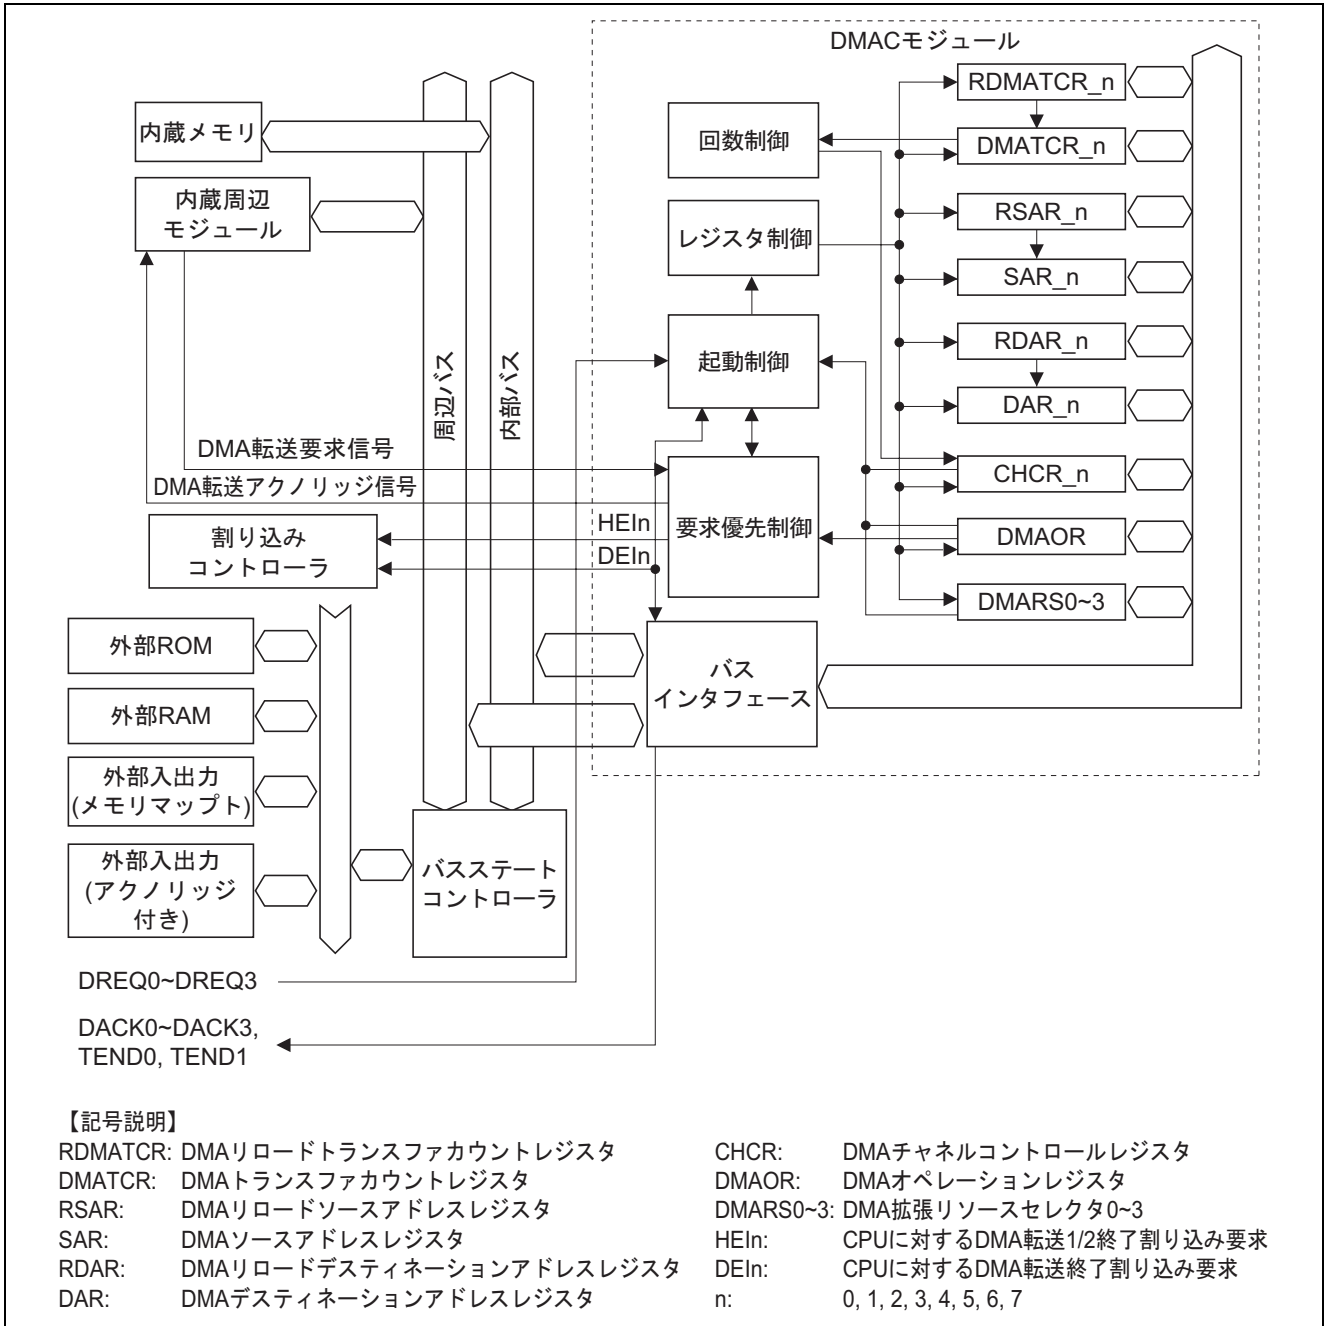 DMACモジュール
RDMATCR_n
内蔵メモリ
回数制御
DMATCR_n
内蔵周辺
モジュール
RSAR_n
レジスタ制御
SAR_n
起動制御
RDAR_n
周辺バス
内部バス
DAR_n
DMA転送要求信号
CHCR_n
DMA転送アクノリッジ信号
HEIn
要求優先制御
DMAOR
割り込み
コントローラ
DEIn
DMARS0~3
外部ROM
バス
インタフェース
外部RAM
外部入出力
(メモリマップト)
外部入出力
(アクノリッジ
付き)
バスステート
コントローラ
DREQ0~DREQ3
DACK0~DACK3,
TEND0, TEND1
【記号説明】
RDMATCR: DMAリロードトランスファカウントレジスタ
DMATCR: DMAトランスファカウントレジスタ
RSAR: DMAリロードソースアドレスレジスタ
SAR: DMAソースアドレスレジスタ
RDAR: DMAリロードデスティネーションアドレスレジスタ
DAR: DMAデスティネーションアドレスレジスタ
CHCR: DMAチャネルコントロールレジスタ
DMAOR: DMAオペレーションレジスタ
DMARS0~3: DMA拡張リソースセレクタ0~3
HEIn: CPUに対するDMA転送1/2終了割り込み要求
DEIn: CPUに対するDMA転送終了割り込み要求
n: 0, 1, 2, 3, 4, 5, 6, 7